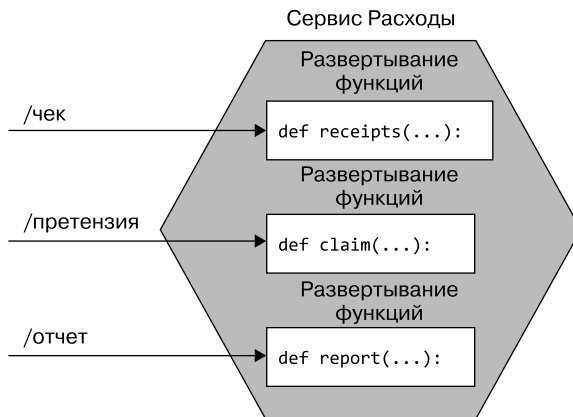 Сервис Расходы
Развертывание
функций
/чек
def receipts(...):
Развертывание
функций
/претензия
def claim(...):
Развертывание
функций
/отчет
def report(...):